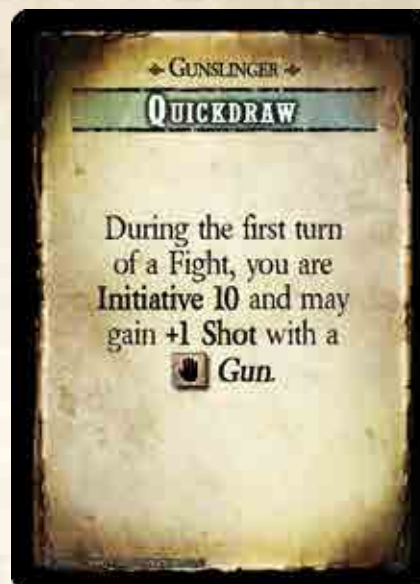 GUNSLINGER
QUICKDRAW
During the first turn
of a Fight, you are
Initiative 10 and may
gain +1 Shot with a
Gun.